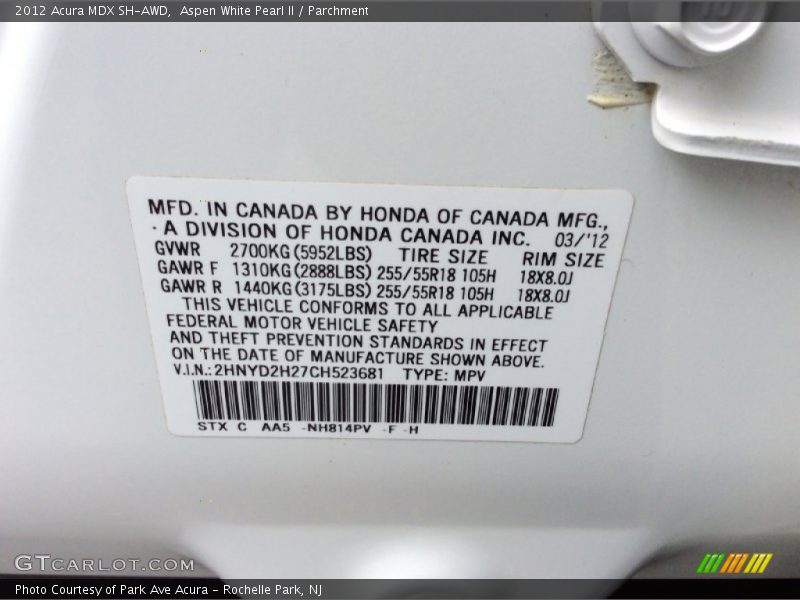 2012 Acura MDX SH-AWD,  Aspen White Pearl II / Parchment
MFD. IN CANADA BY HONDA OF CANADA MFG.,
A DIVISION OF HONDA CANADA INC. 03/'12
GVWR 2700KG(5952LBS) TIRE SIZE RIM SIZE
GAWR F 1310KG(2888LBS) 255/55R18 105H 18X8.0J
GAWR R 1440KG(3175LBS) 255/55R18 105H 18X8.0J
THIS VEHICLE CONFORMS TO ALL APPLICABLE
FEDERAL MOTOR VEHICLE SAFETY
AND THEFT PREVENTION STANDARDS IN EFFECT
ON THE DATE OF MANUFACTURE SHOWN ABOVE.
V.I.N.: 2HNYD2H27CH523681 TYPE: MPV
STX C AA5 -NH814PV -F -H
GTCARLOT.COM
Photo Courtesy of Park Ave Acura - Rochelle Park, NJ